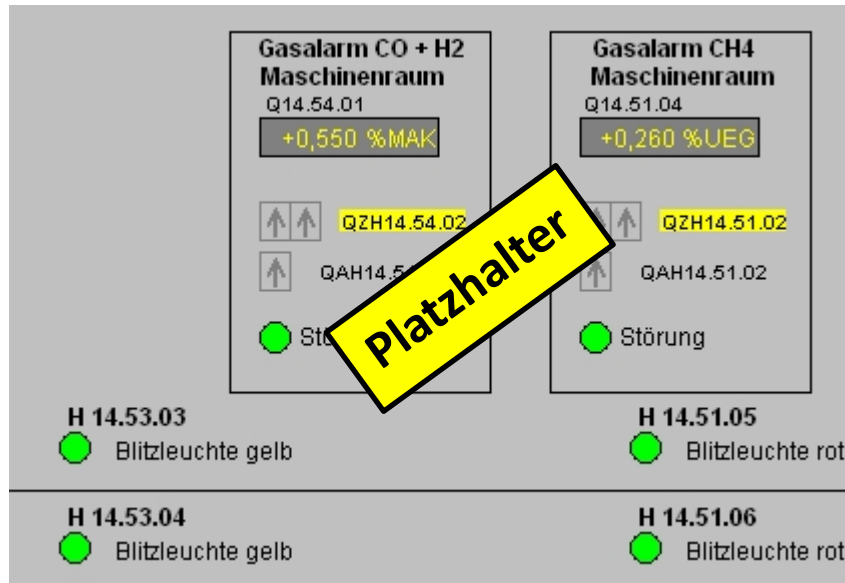 Gasalarm CO + H2
Maschinenraum
Q14.54.01
+0,550 %MAK
QZH14.54.02
Gasalarm CH4
Maschinenraum
Q14.51.04
+0,260 %UEG
QZH14.51.02
QAH14.51.02
Störung
Platzhalter
H 14.53.03
Blitzleuchte gelb
H 14.51.05
Blitzleuchte rot
H 14.53.04
Blitzleuchte gelb
H 14.51.06
Blitzleuchte rot